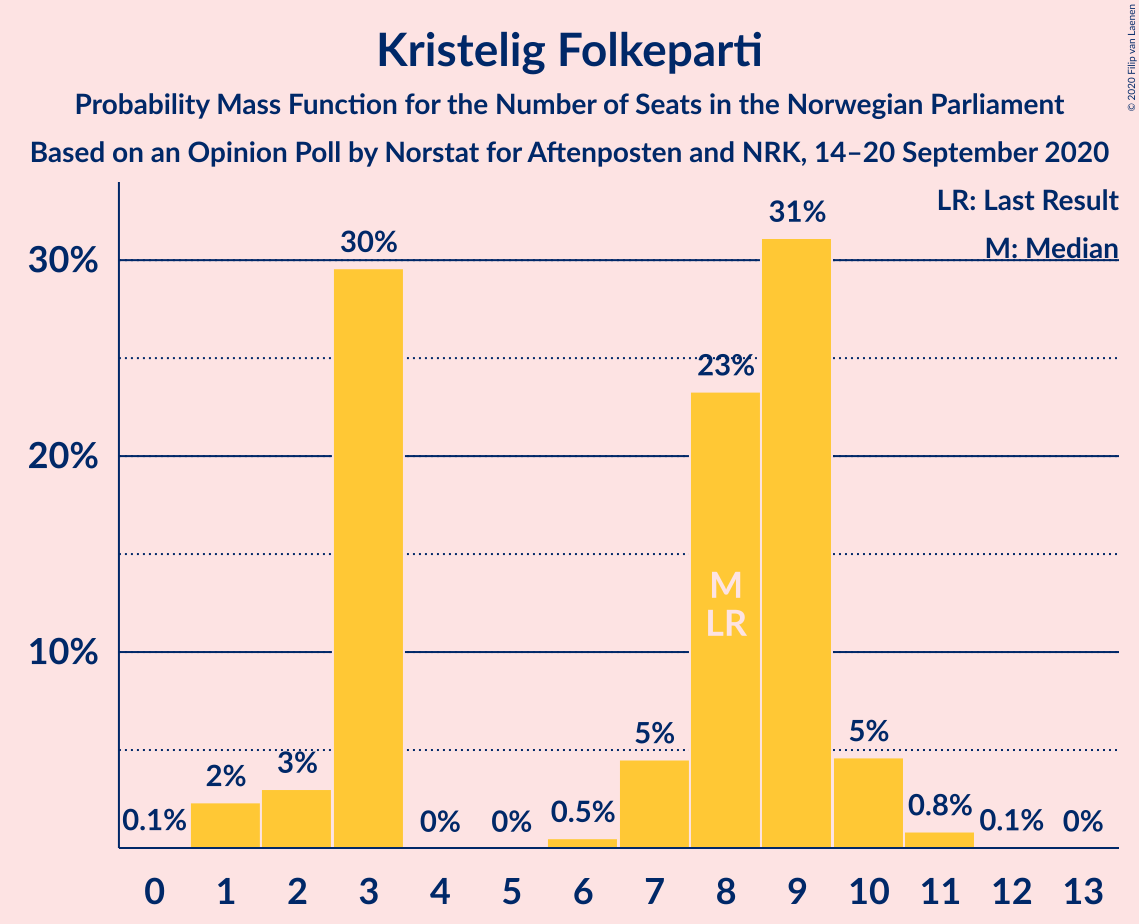 Kristelig Folkeparti
Probability Mass Function for the Number of Seats in the Norwegian Parliament
Based on an Opinion Poll by Norstat for Aftenposten and NRK, 14–20 September 2020
© 2020 Filip van Laenen
LR: Last Result
M: Median
31%
30%
30%
23%
20%
M
LR
10%
5%
5%
3%
2%
0.8%
0.5%
0.1%
0%
0%
0.1%
0%
0 1 2 3 4 5 6 7 8 9 10 11 12 13